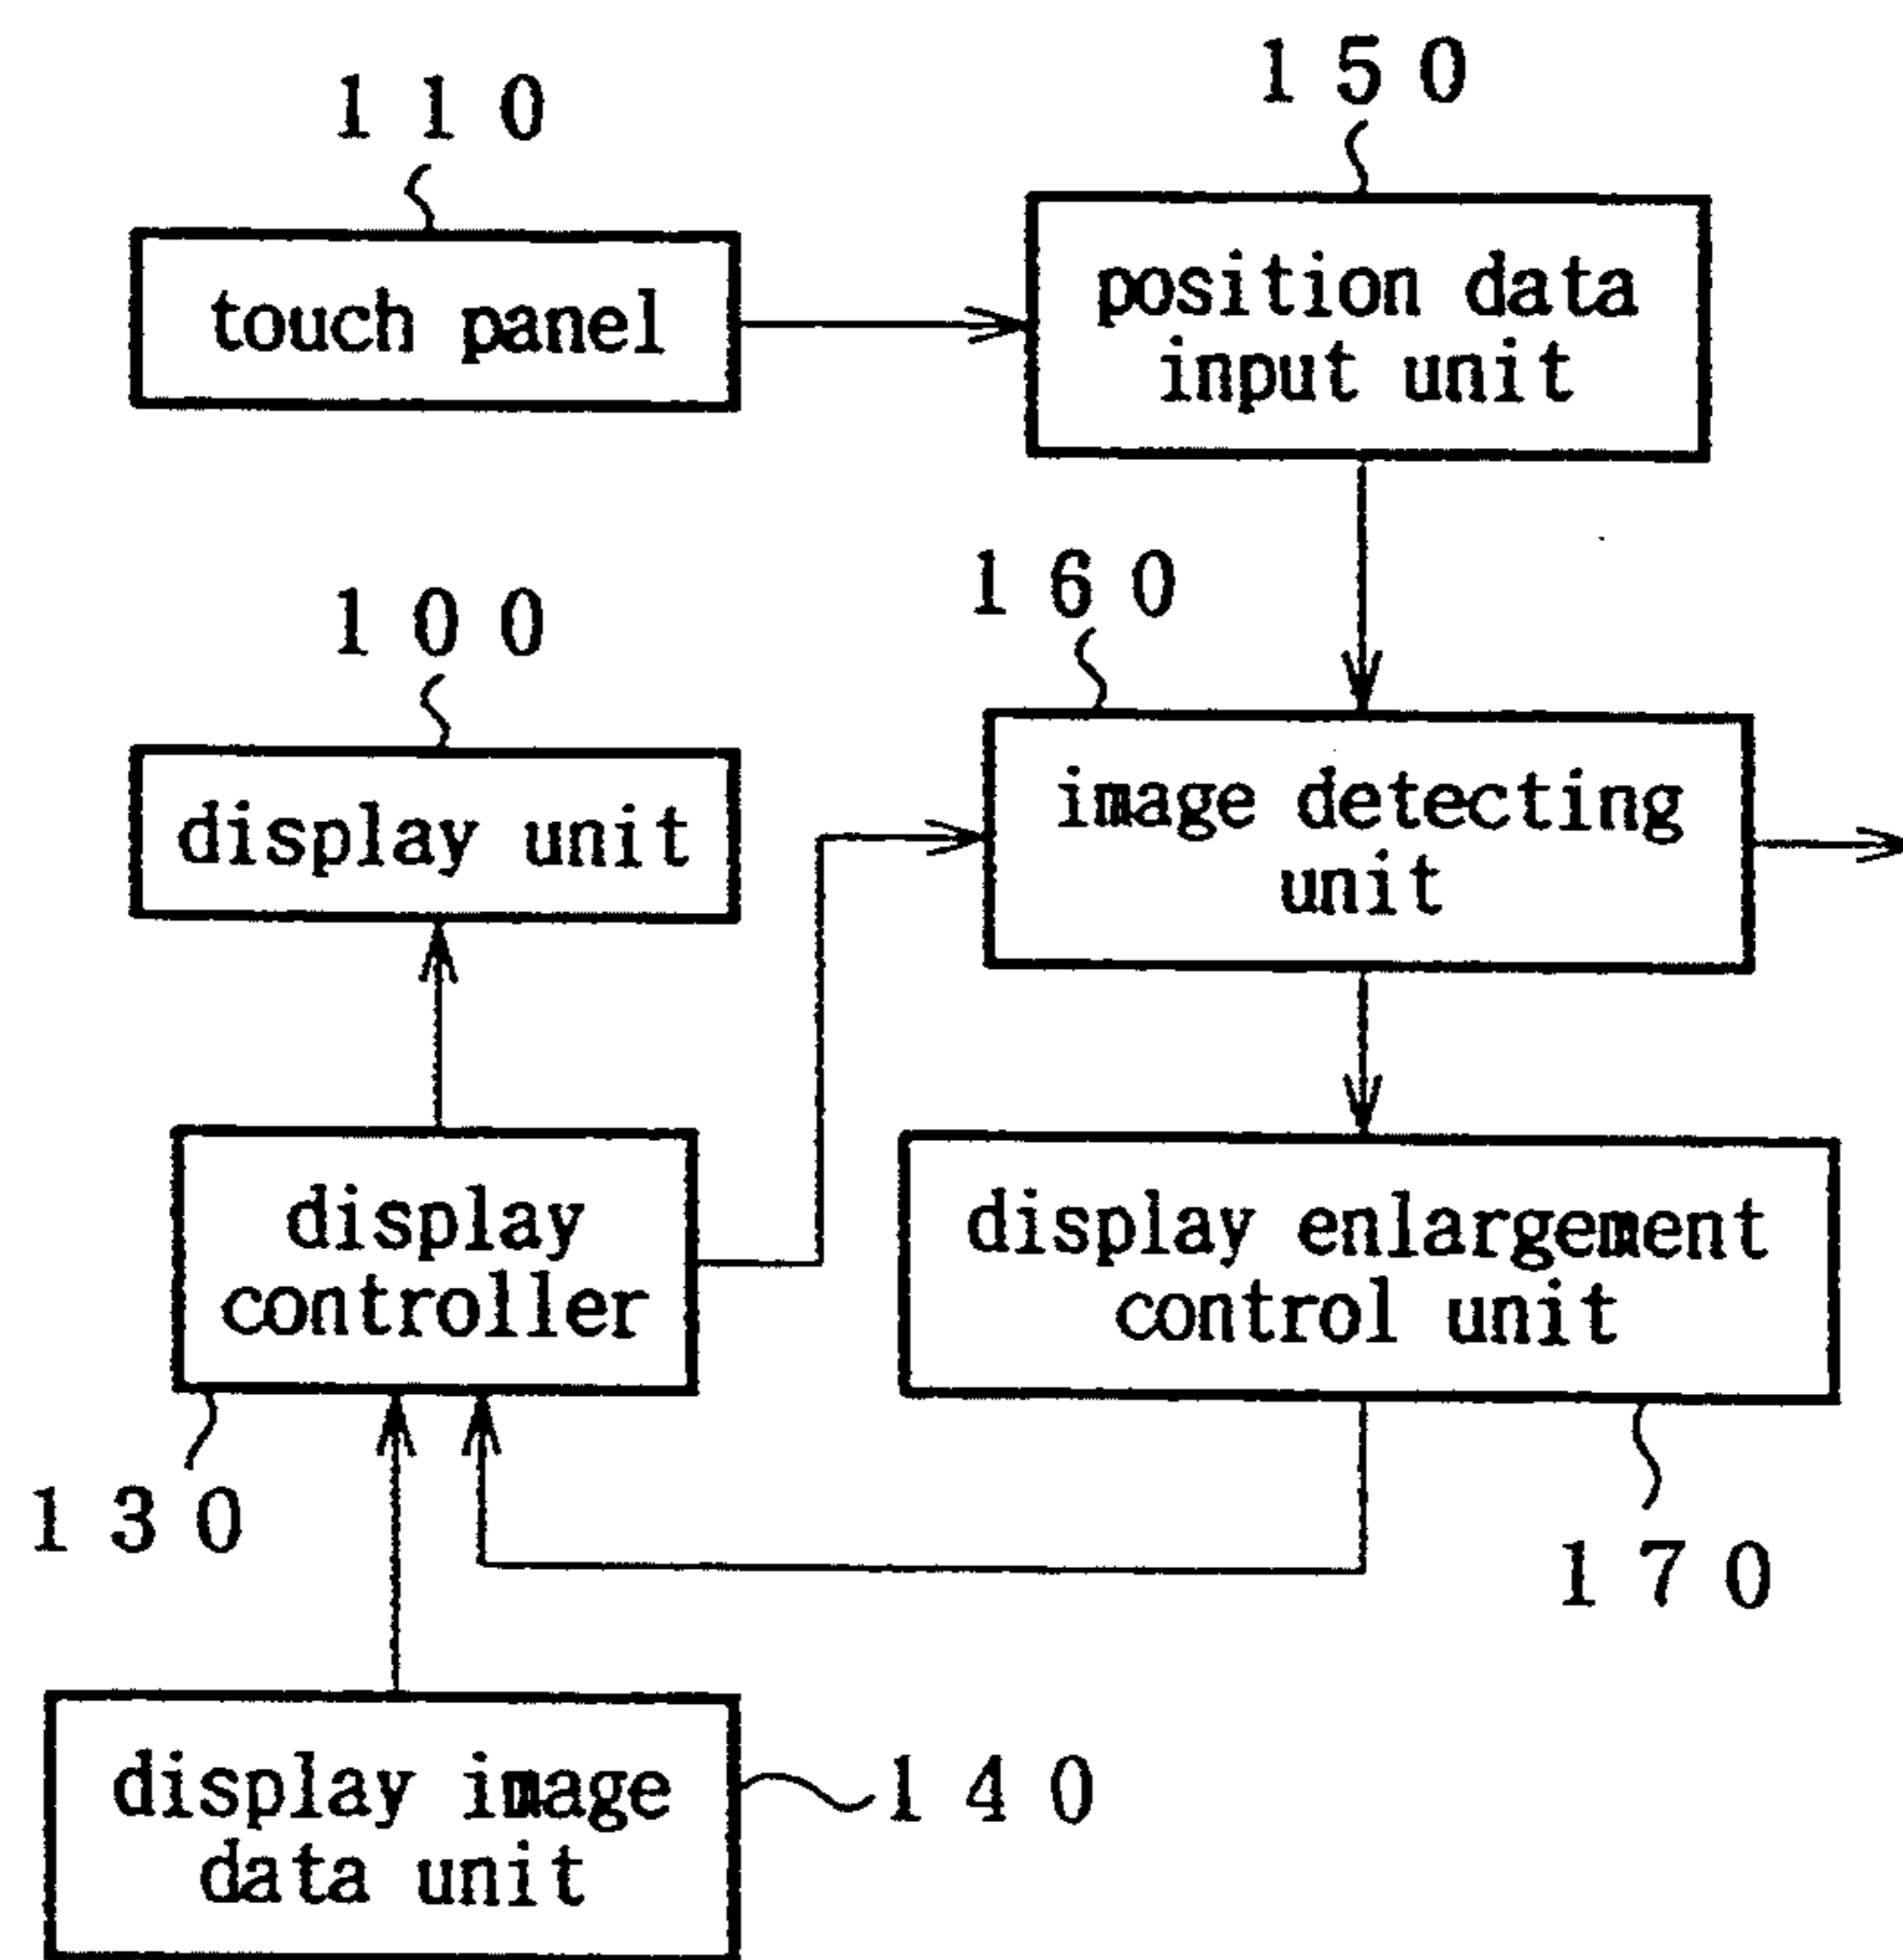 110
touch panel
150
position data
input unit
100
display unit
160
image detecting
unit
display
controller
130
display enlargement
control unit
170
display image
data unit
140